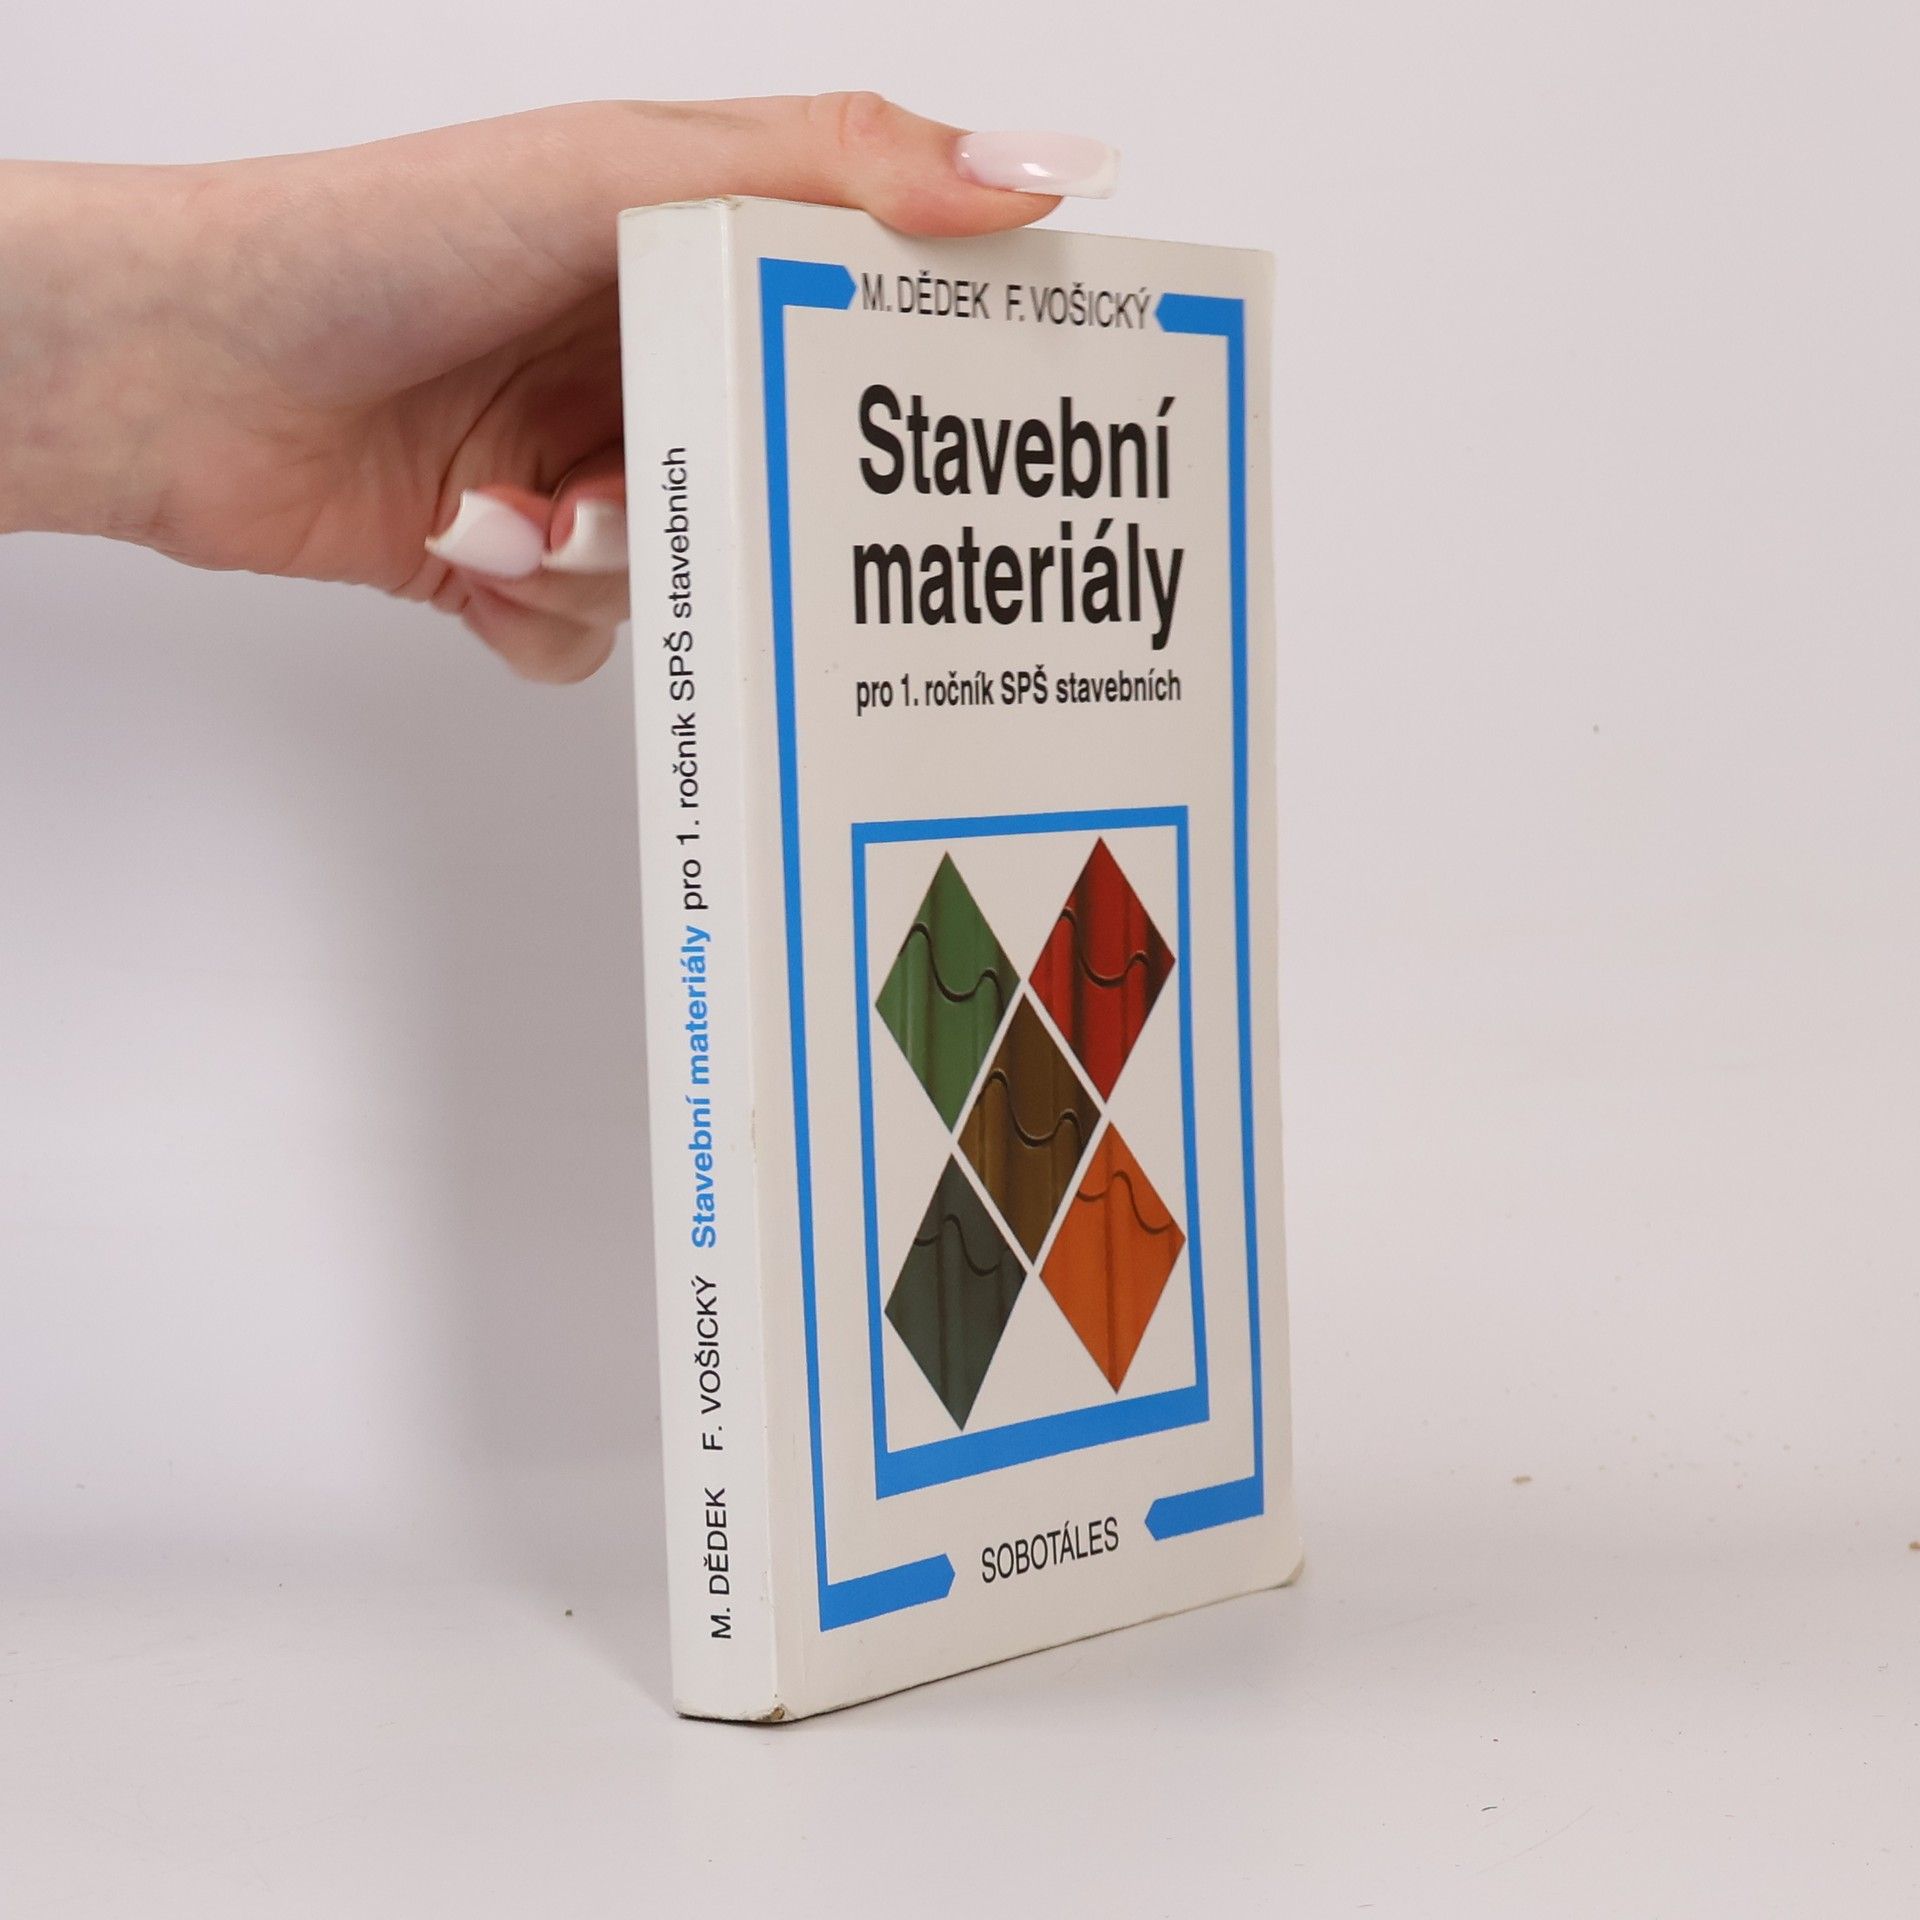 M. DĚDEK F. VOŠICKÝ Stavební materiály pro 1. ročník SPŠ stavebních
M. DĚDEK F. VOŠICKÝ
Stavební
materiály
pro 1. ročník SPŠ stavebních
SOBOTÁLES